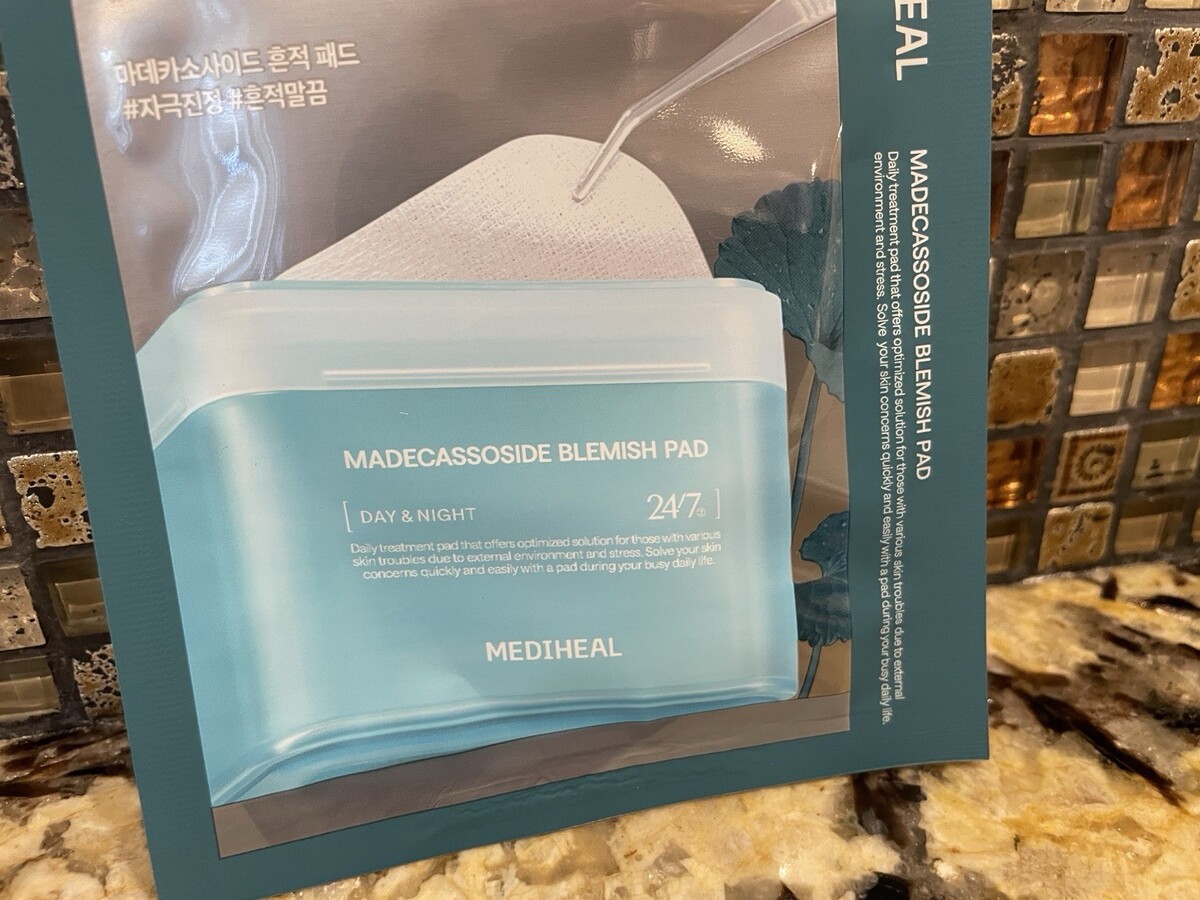 마데카소사이드 흔적 패드
#자극진정 #흔적말끔
MADECASSOSIDE BLEMISH PAD
[ DAY & NIGHT 24/7 ]
Daily treatment pad that offers optimized solution for those with various
skin troubles due to external environment and stress. Solve your skin
concerns quickly and easily with a pad during your busy daily life.
MEDIHEAL
EAL
MADECASSOSIDE BLEMISH PAD
Daily treatment pad that offers optimized solution for those with various skin troubles due to external
environment and stress. Solve your skin concerns quickly and easily with a pad during your busy daily life.